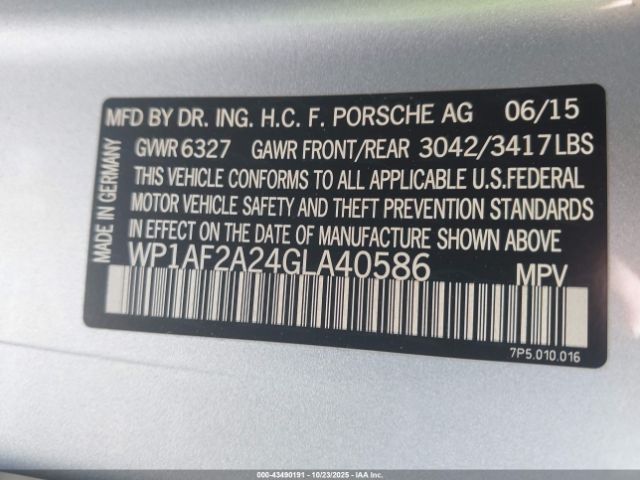 MFD BY DR. ING. H.C. F. PORSCHE AG 06/15
GVWR 6327 GAWR FRONT/REAR 3042/3417 LBS
THIS VEHICLE CONFORMS TO ALL APPLICABLE U.S. FEDERAL
MOTOR VEHICLE SAFETY AND THEFT PREVENTION STANDARDS
IN EFFECT ON THE DATE OF MANUFACTURE SHOWN ABOVE
WP1AF2A24GLA40586 MPV
7P5.010.016
MADE IN GERMANY
000-43490191 - 10/23/2025 - IAA